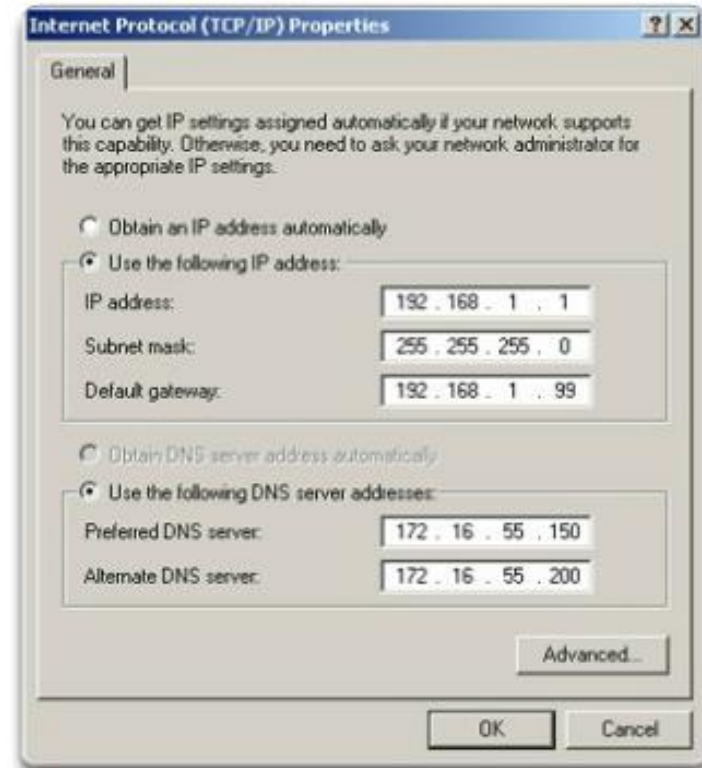 Internet Protocol (TCP/IP) Properties
General
You can get IP settings assigned automatically if your network supports
this capability. Otherwise, you need to ask your network administrator for
the appropriate IP settings.
Obtain an IP address automatically
Use the following IP address:
IP address: 192 . 168 . 1 . 1
Subnet mask: 255 . 255 . 255 . 0
Default gateway: 192 . 168 . 1 . 99
Obtain DNS server address automatically
Use the following DNS server addresses:
Preferred DNS server: 172 . 16 . 55 . 150
Alternate DNS server: 172 . 16 . 55 . 200
Advanced...
OK Cancel